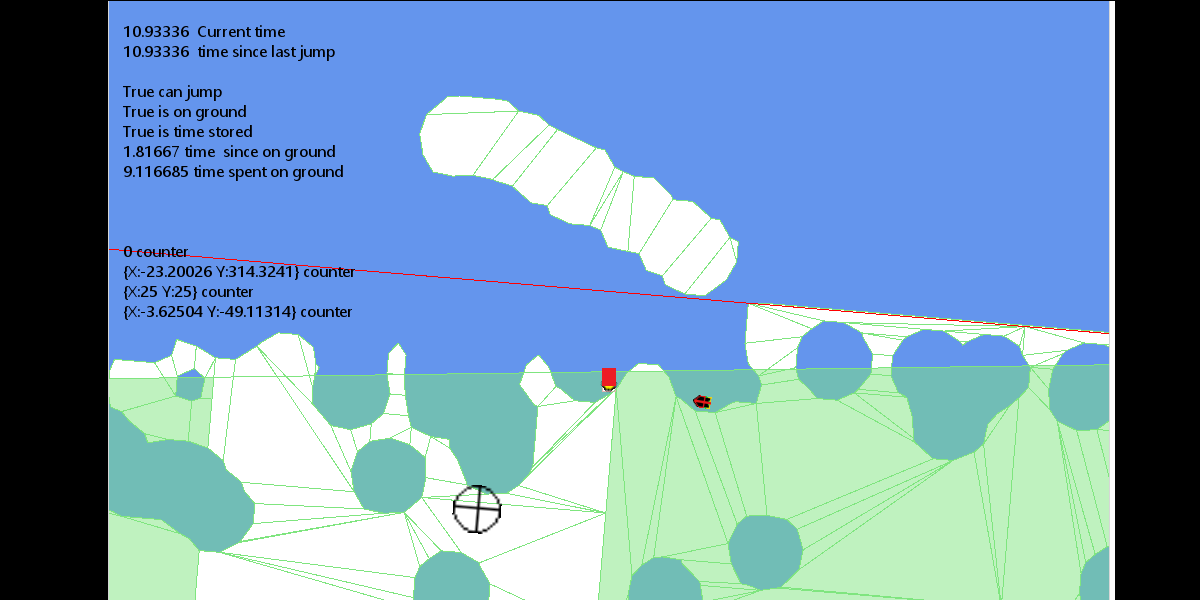 10.93336 Current time
10.93336 time since last jump
True can jump
True is on ground
True is time stored
1.81667 time since on ground
9.116685 time spent on ground
0 counter
{X:-23.20026 Y:314.3241} counter
{X:25 Y:25} counter
{X:-3.62504 Y:-49.11314} counter